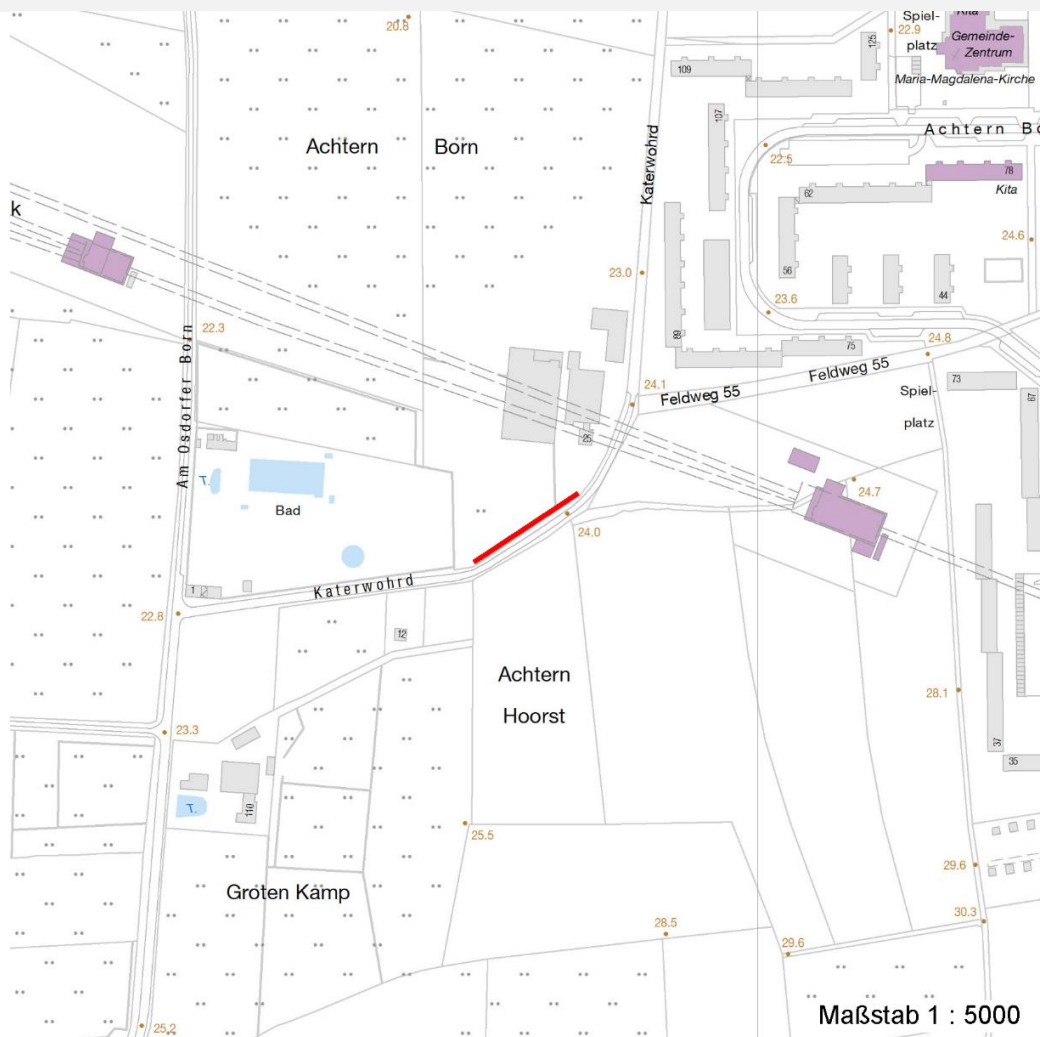 20.8
22.9
Spiel-
platz
Kita
Gemeinde-
Zentrum
Maria-Magdalena-Kirche
125
109
107
Achtern Born
Katerwohrd
Achtern Bo
22.5
78
Kita
62
k
24.6
56
44
23.0
23.6
89
75
22.3
24.8
Am Osdorfer Born
24.1
Feldweg 55
Feldweg 55
73
67
Spiel-
platz
T.
Bad
24.7
24.0
1
Katerwohrd
22.8
12
Achtern
Hoorst
28.1
23.3
37
35
T.
110
25.5
29.6
Groten Kamp
28.5
30.3
29.6
25.2
Maßstab 1 : 5000